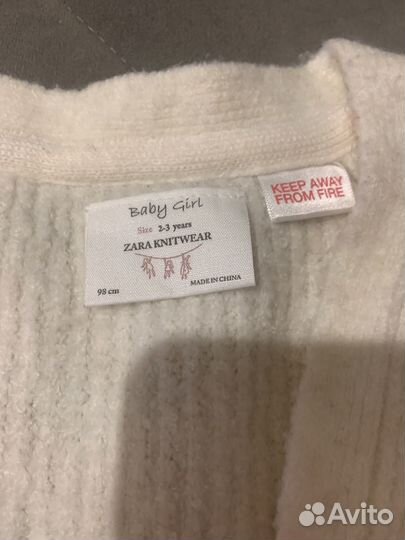 Baby Girl
Size 2-3 years
ZARA KNITWEAR
98 cm
MADE IN CHINA
KEEP AWAY
FROM FIRE
Avito